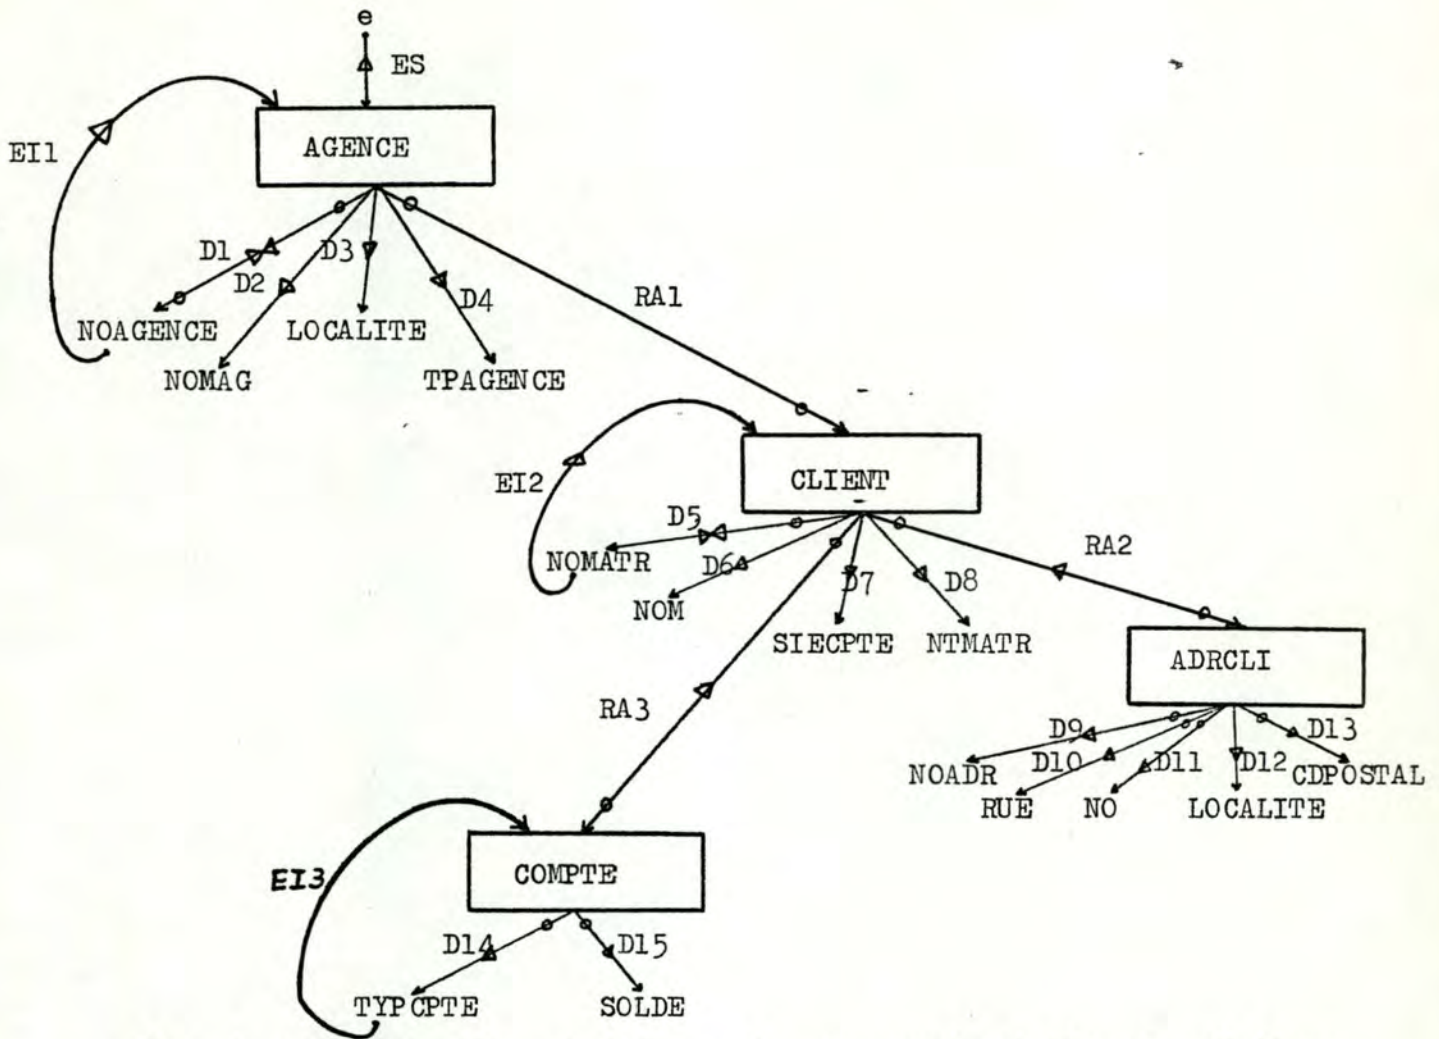 e
ES
EI1
AGENCE
D1
D2
D3
D4
RA1
NOAGENCE
LOCALITE
NOMAG
TPAGENCE
EI2
CLIENT
D5
D6
D7
D8
RA2
NOMATR
NOM
SIECPTE
NTMATR
ADRCLI
RA3
D9
D10
D11
D12
D13
NOADR
RUE
NO
LOCALITE
CDPOSTAL
EI3
COMPTE
D14
D15
TYPCPTE
SOLDE